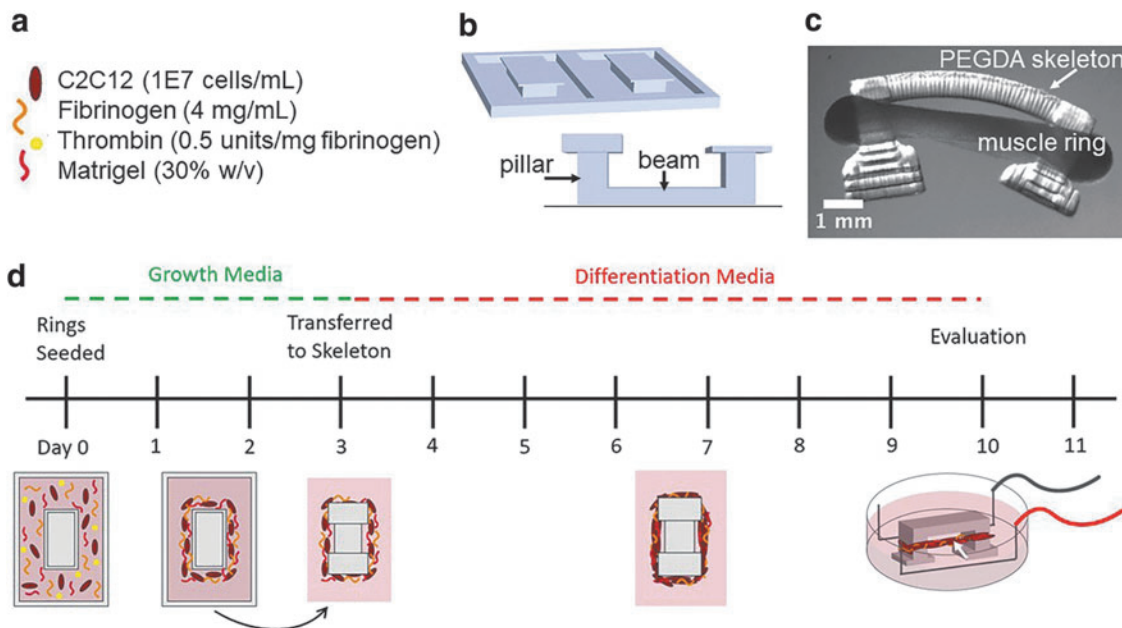 a
C2C12 (1E7 cells/mL)
Fibrinogen (4 mg/mL)
Thrombin (0.5 units/mg fibrinogen)
Matrigel (30% w/v)
b
pillar
beam
c
PEGDA skeleton
muscle ring
1 mm
d
Growth Media
Differentiation Media
Rings
Seeded
Transferred
to Skeleton
Evaluation
Day 0 1 2 3 4 5 6 7 8 9 10 11